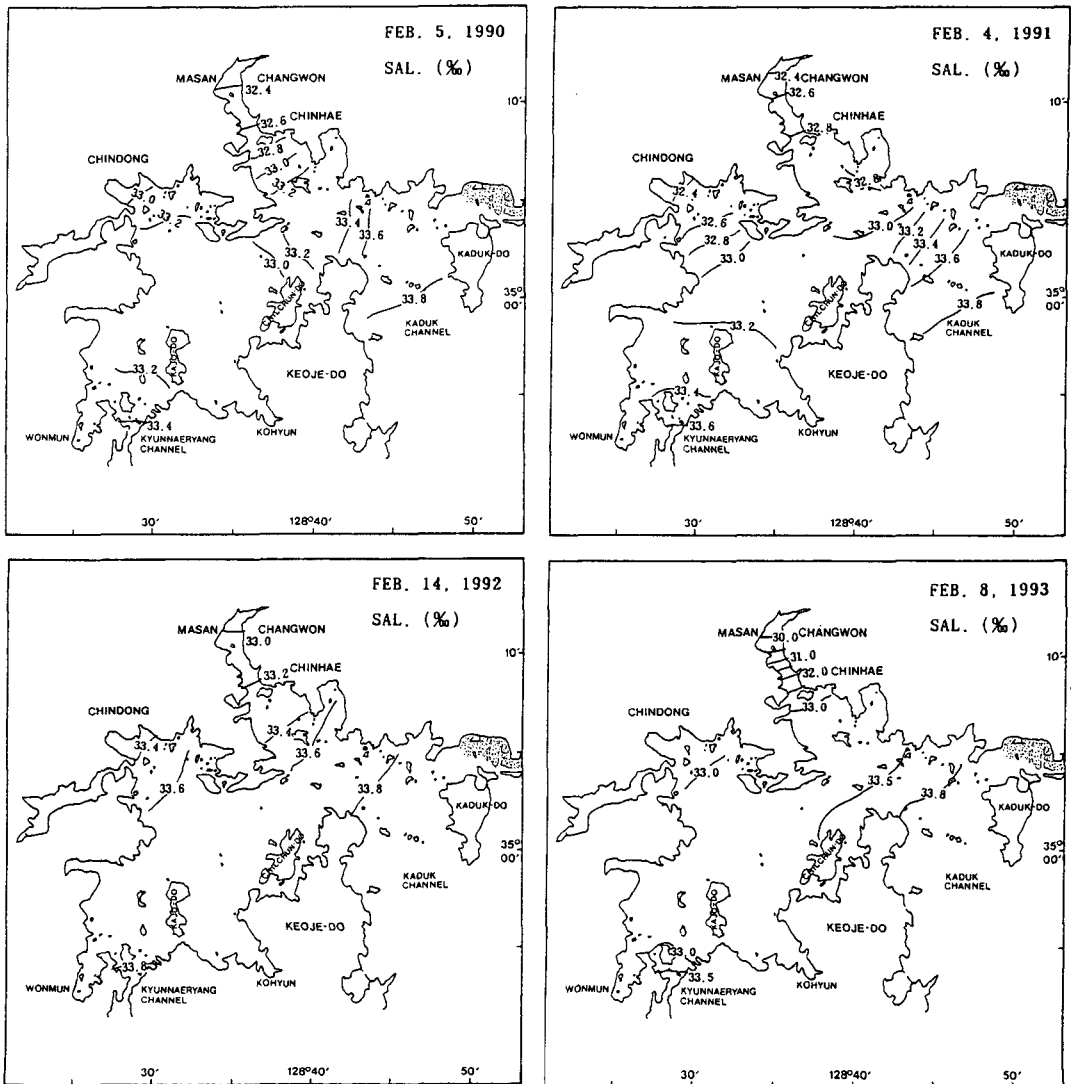 FEB. 5, 1990
SAL. (‰)
MASAN
CHANGWON
32.4
10'
32.6
CHINHAE
32.8
33.0
33.2
CHINDONG
33.0
33.2
33.4
33.6
33.2
33.0
KADUK-DO
35°
00'
33.8
KADUK
CHANNEL
33.2
KEOJE-DO
33.4
WONMUN
KYUNNAERYANG
CHANNEL
KOHYUN
30'
128°40'
50'
FEB. 4, 1991
SAL. (‰)
MASAN
32.4
CHANGWON
32.6
10'
CHINHAE
32.8
CHINDONG
32.8
32.4
32.6
33.0
33.2
32.8
33.4
33.0
33.6
KADUK-DO
35°
00'
33.8
KADUK
CHANNEL
33.2
KEOJE-DO
33.4
33.6
WONMUN
KYUNNAERYANG
CHANNEL
KOHYUN
30'
128°40'
50'
FEB. 14, 1992
SAL. (‰)
MASAN
CHANGWON
33.0
10'
33.2
CHINHAE
CHINDONG
33.4
33.4
33.6
33.6
33.8
KADUK-DO
35°
00'
KADUK
CHANNEL
KEOJE-DO
33.8
WONMUN
KYUNNAERYANG
CHANNEL
KOHYUN
30'
128°40'
50'
FEB. 8, 1993
SAL. (‰)
MASAN
30.0
CHANGWON
31.0
10'
32.0
CHINHAE
33.0
CHINDONG
33.0
33.5
33.8
KADUK-DO
35°
00'
KADUK
CHANNEL
KEOJE-DO
33.0
33.5
WONMUN
KYUNNAERYANG
CHANNEL
KOHYUN
30'
128°40'
50'